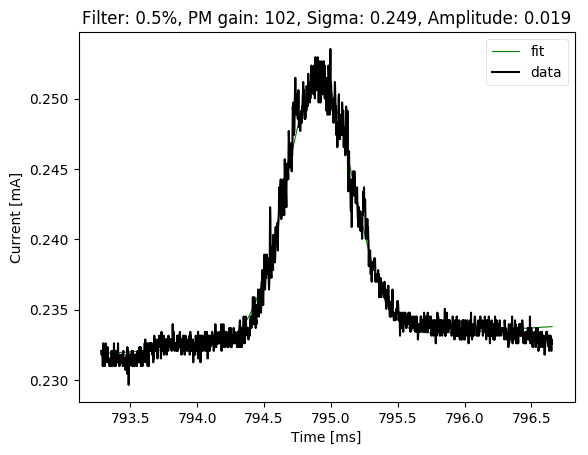 Filter: 0.5%, PM gain: 102, Sigma: 0.249, Amplitude: 0.019
fit
data
0.250
0.245
0.240
0.235
0.230
Current [mA]
793.5 794.0 794.5 795.0 795.5 796.0 796.5
Time [ms]